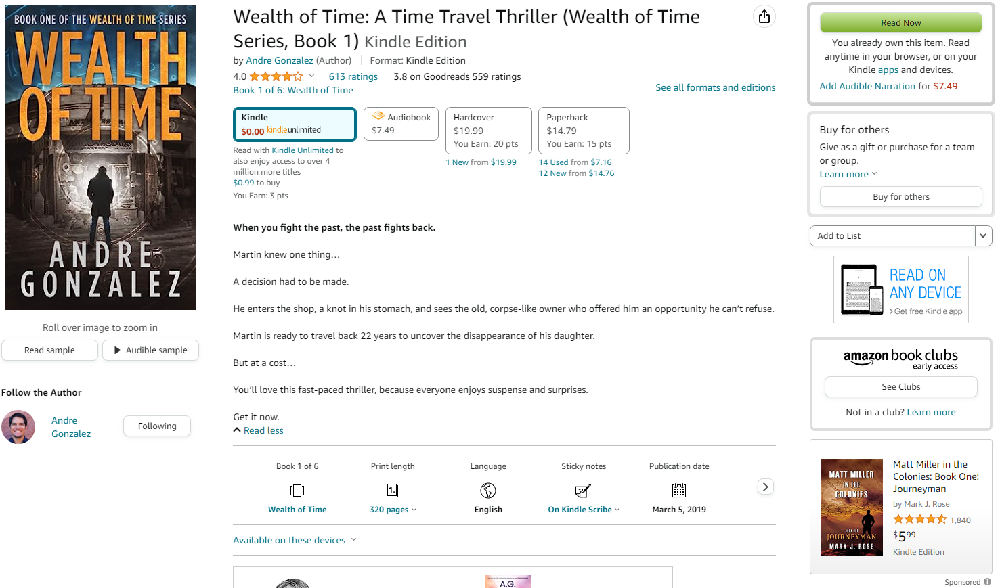 BOOK ONE OF THE WEALTH OF TIME SERIES
WEALTH
OF TIME
ANDRE
GONZALEZ
Roll over image to zoom in
Read sample
Audible sample
Follow the Author
Andre
Gonzalez
Following
Wealth of Time: A Time Travel Thriller (Wealth of Time
Series, Book 1) Kindle Edition
by Andre Gonzalez (Author) Format: Kindle Edition
4.0 613 ratings 3.8 on Goodreads 559 ratings
Book 1 of 6: Wealth of Time
See all formats and editions
Kindle
$0.00 kindleunlimited
Read with Kindle Unlimited to
also enjoy access to over 4
million more titles
$0.99 to buy
You Earn: 3 pts
Audiobook
$7.49
Hardcover
$19.99
You Earn: 20 pts
1 New from $19.99
Paperback
$14.79
You Earn: 15 pts
14 Used from $7.16
12 New from $14.76
When you fight the past, the past fights back.
Martin knew one thing…
A decision had to be made.
He enters the shop, a knot in his stomach, and sees the old, corpse-like owner who offered him an opportunity he can’t refuse.
Martin is ready to travel back 22 years to uncover the disappearance of his daughter.
But at a cost…
You’ll love this fast-paced thriller, because everyone enjoys suspense and surprises.
Get it now.
Read less
Book 1 of 6
Wealth of Time
Print length
1.
320 pages
Language
English
Sticky notes
On Kindle Scribe
Publication date
March 5, 2019
Available on these devices
A.G.
Read Now
You already own this item. Read
anytime in your browser, or on your
Kindle apps and devices.
Add Audible Narration for $7.49
Buy for others
Give as a gift or purchase for a team
or group.
Learn more
Buy for others
Add to List
READ ON
ANY DEVICE
>Get free Kindle app
amazon book clubs
early access
See Clubs
Not in a club? Learn more
MATT MILLER
IN THE
COLONIES
BOOK ONE
JOURNEYMAN
MARK J. ROSE
Matt Miller in the
Colonies: Book One:
Journeyman
by Mark J. Rose
1,840
$5 99
Kindle Edition
Sponsored